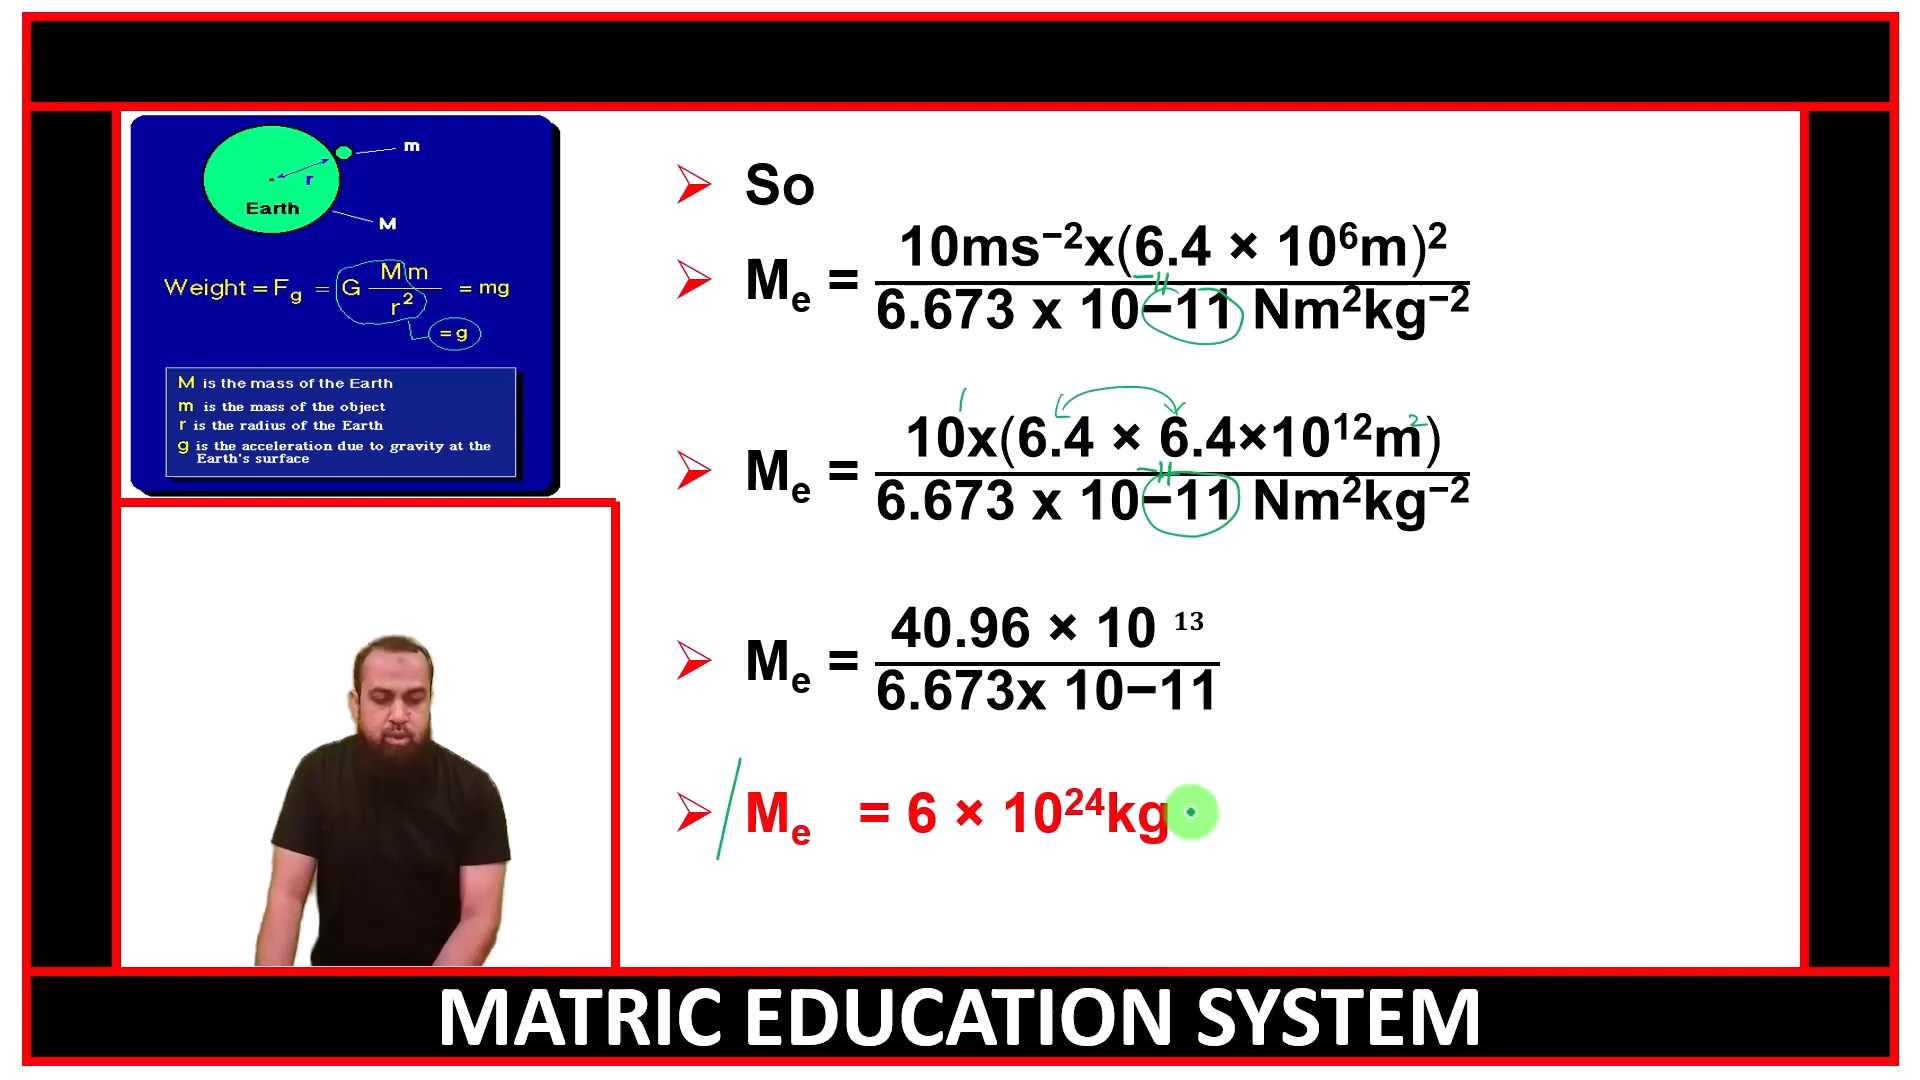 m
r
Earth
M
Weight = Fg = G Mm/r² = mg
= g
M is the mass of the Earth
m is the mass of the object
r is the radius of the Earth
g is the acceleration due to gravity at the
Earth's surface
➢ So
➢ Me = 10ms⁻²x(6.4 × 10⁶m)²
6.673 x 10−11 Nm²kg⁻²
-11
➢ Me = 10x(6.4 × 6.4×10¹²m²)
6.673 x 10−11 Nm²kg⁻²
-11
➢ Me = 40.96 × 10 ¹³
6.673x 10−11
➢ Me = 6 × 10²⁴kg
MATRIC EDUCATION SYSTEM